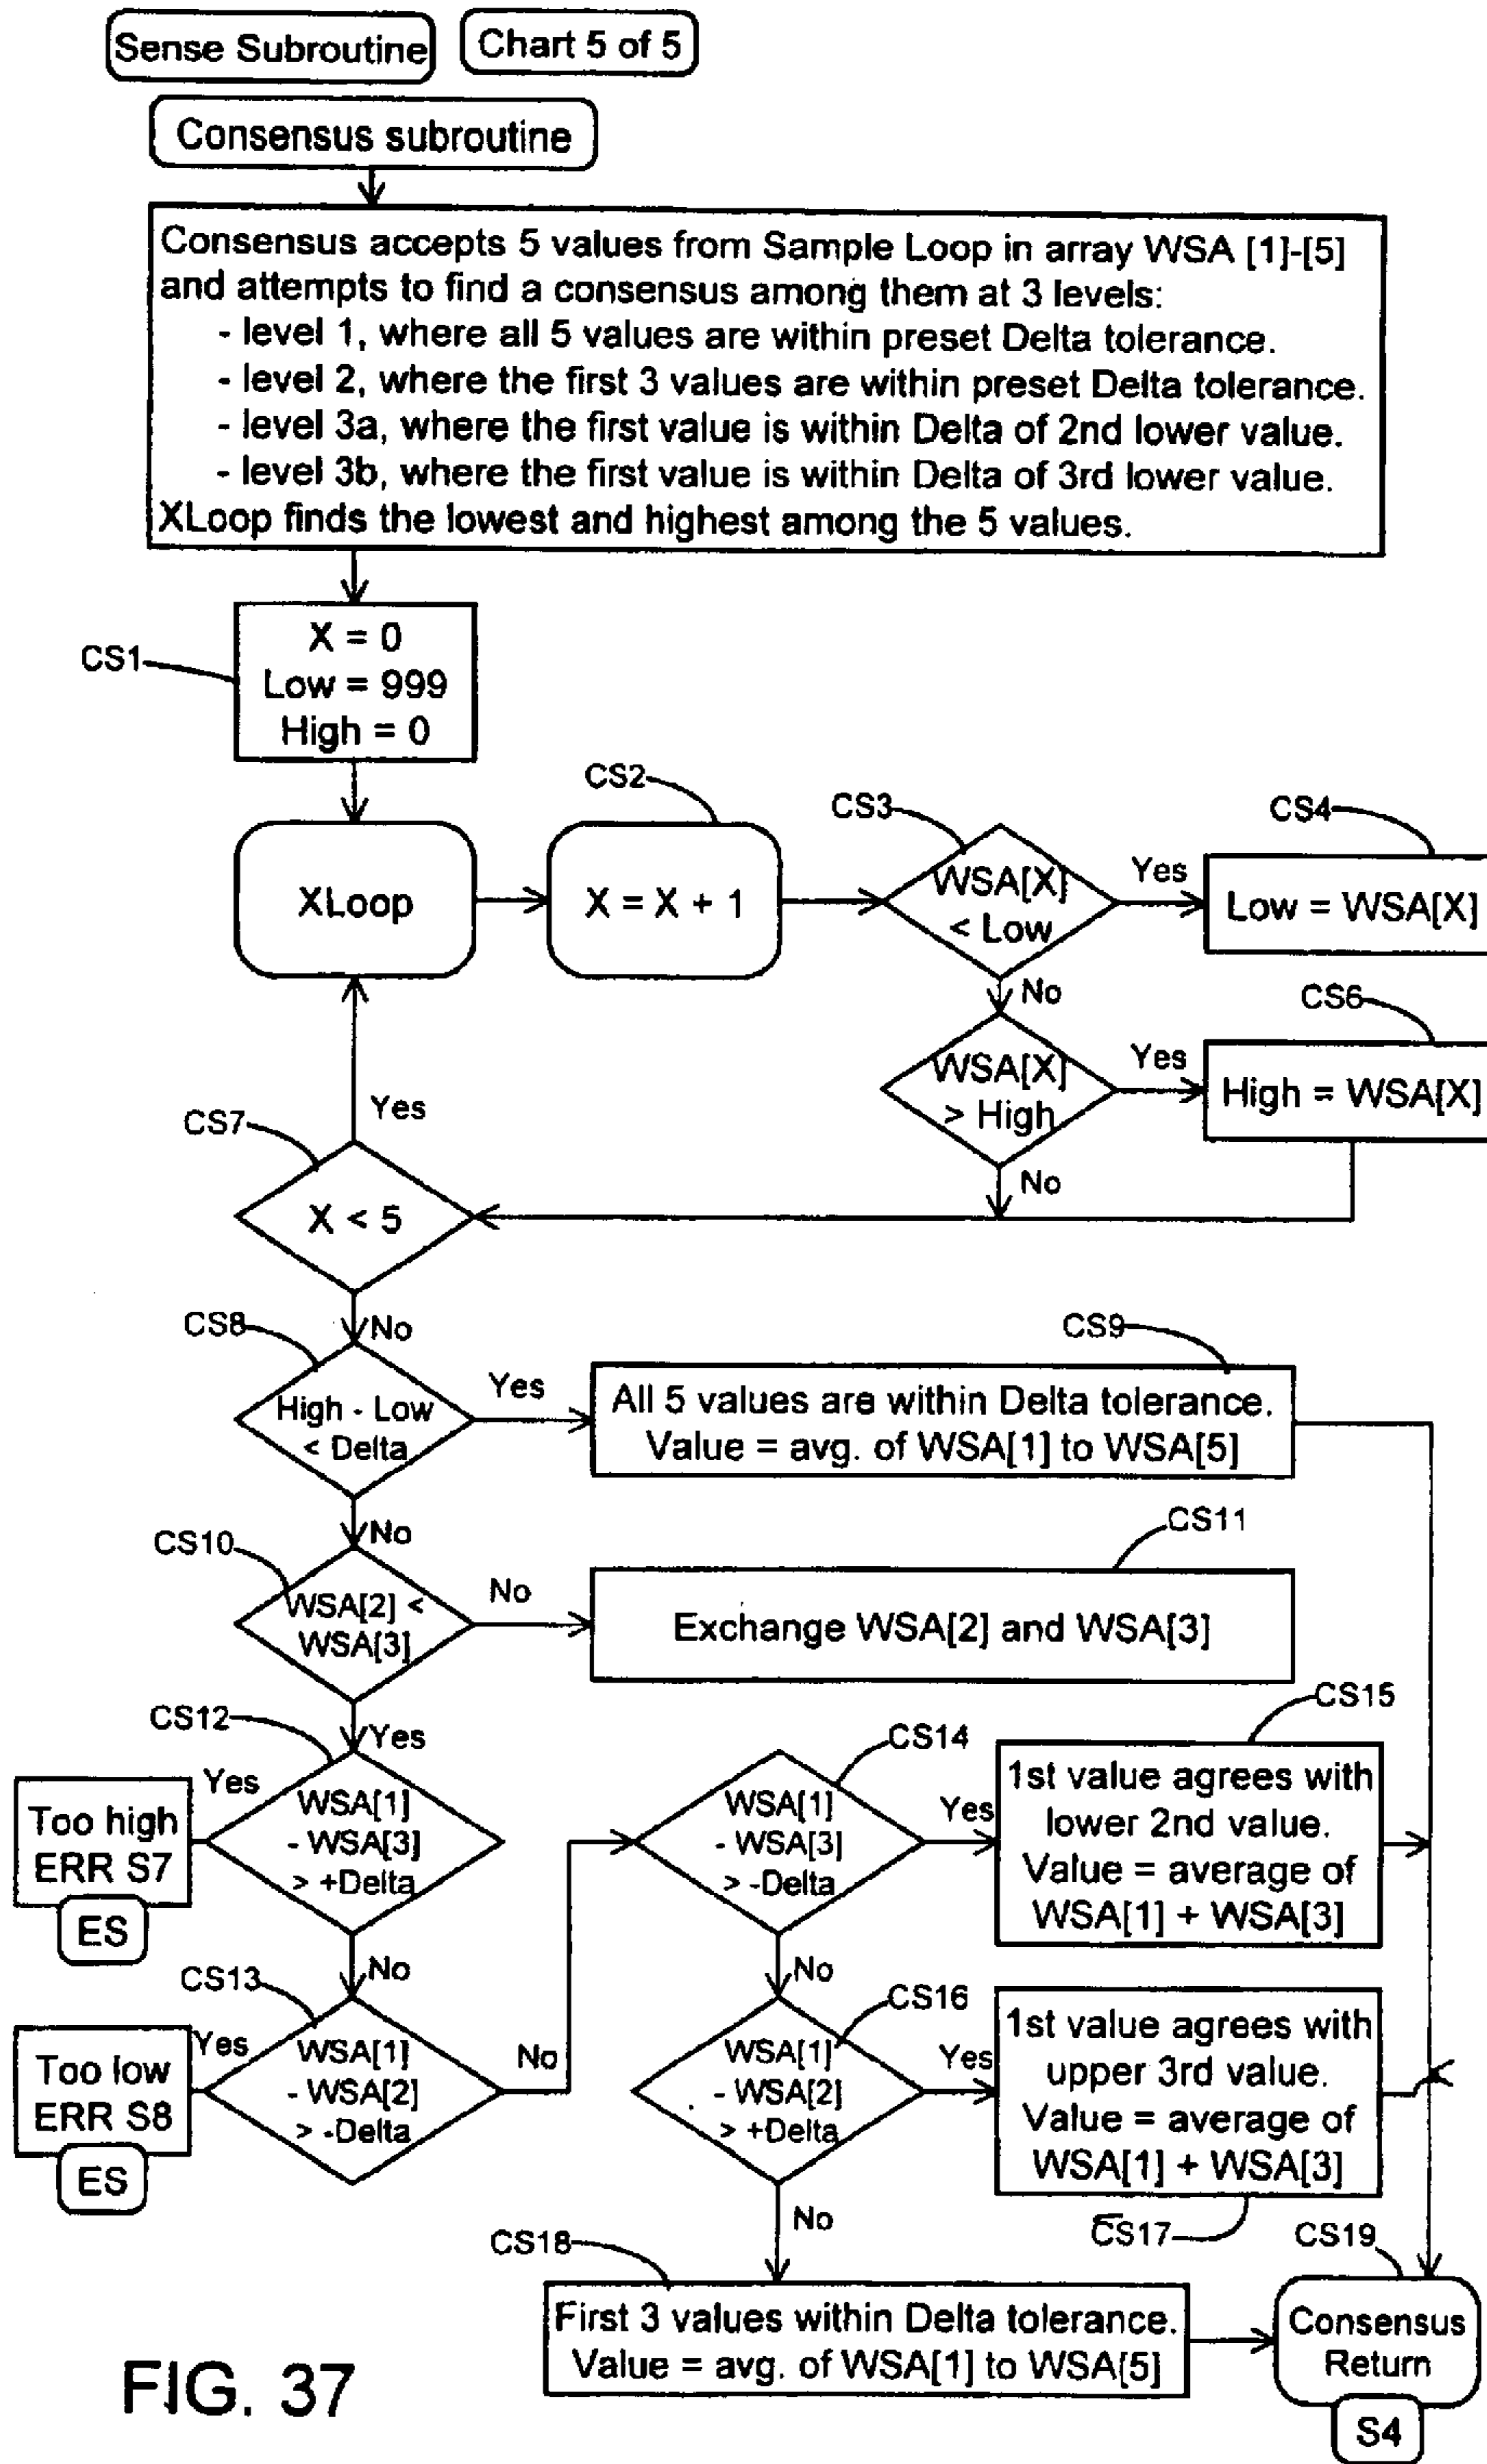 Sense Subroutine
Chart 5 of 5
Consensus subroutine
Consensus accepts 5 values from Sample Loop in array WSA [1]-[5]
and attempts to find a consensus among them at 3 levels:
- level 1, where all 5 values are within preset Delta tolerance.
- level 2, where the first 3 values are within preset Delta tolerance.
- level 3a, where the first value is within Delta of 2nd lower value.
- level 3b, where the first value is within Delta of 3rd lower value.
XLoop finds the lowest and highest among the 5 values.
CS1
X = 0
Low = 999
High = 0
XLoop
CS2
X = X + 1
CS3
WSA[X]
< Low
Yes
CS4
Low = WSA[X]
No
WSA[X]
> High
Yes
CS6
High = WSA[X]
No
CS7
Yes
X < 5
No
CS8
High - Low
< Delta
Yes
CS9
All 5 values are within Delta tolerance.
Value = avg. of WSA[1] to WSA[5]
No
CS10
WSA[2] <
WSA[3]
No
CS11
Exchange WSA[2] and WSA[3]
Yes
CS12
WSA[1]
- WSA[3]
> +Delta
Yes
Too high
ERR S7
ES
No
CS13
WSA[1]
- WSA[2]
> -Delta
Yes
Too low
ERR S8
ES
No
CS14
WSA[1]
- WSA[3]
> -Delta
Yes
CS15
1st value agrees with
lower 2nd value.
Value = average of
WSA[1] + WSA[3]
No
CS16
WSA[1]
- WSA[2]
> +Delta
Yes
1st value agrees with
upper 3rd value.
Value = average of
WSA[1] + WSA[3]
CS17
No
CS18
First 3 values within Delta tolerance.
Value = avg. of WSA[1] to WSA[5]
CS19
Consensus
Return
S4
FIG. 37